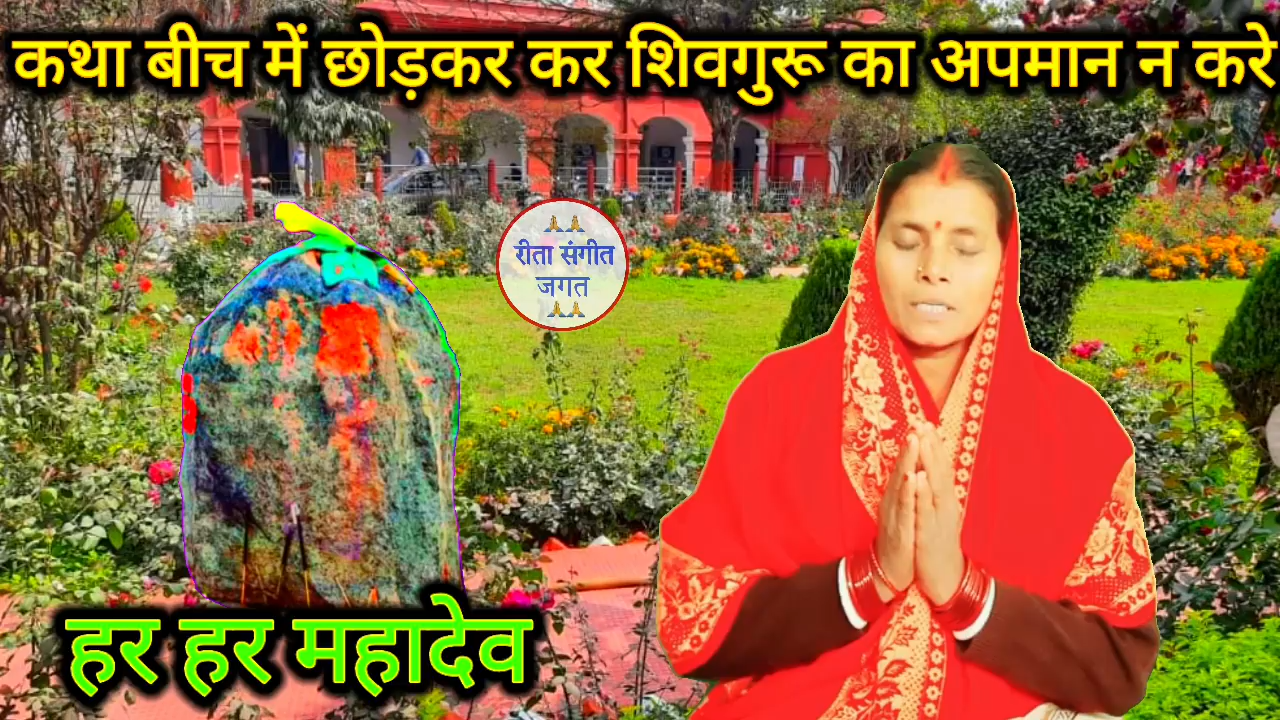 कथा बीच में छोड़कर कर शिवगुरू का अपमान न करे
रीता संगीत
जगत
हर हर महादेव